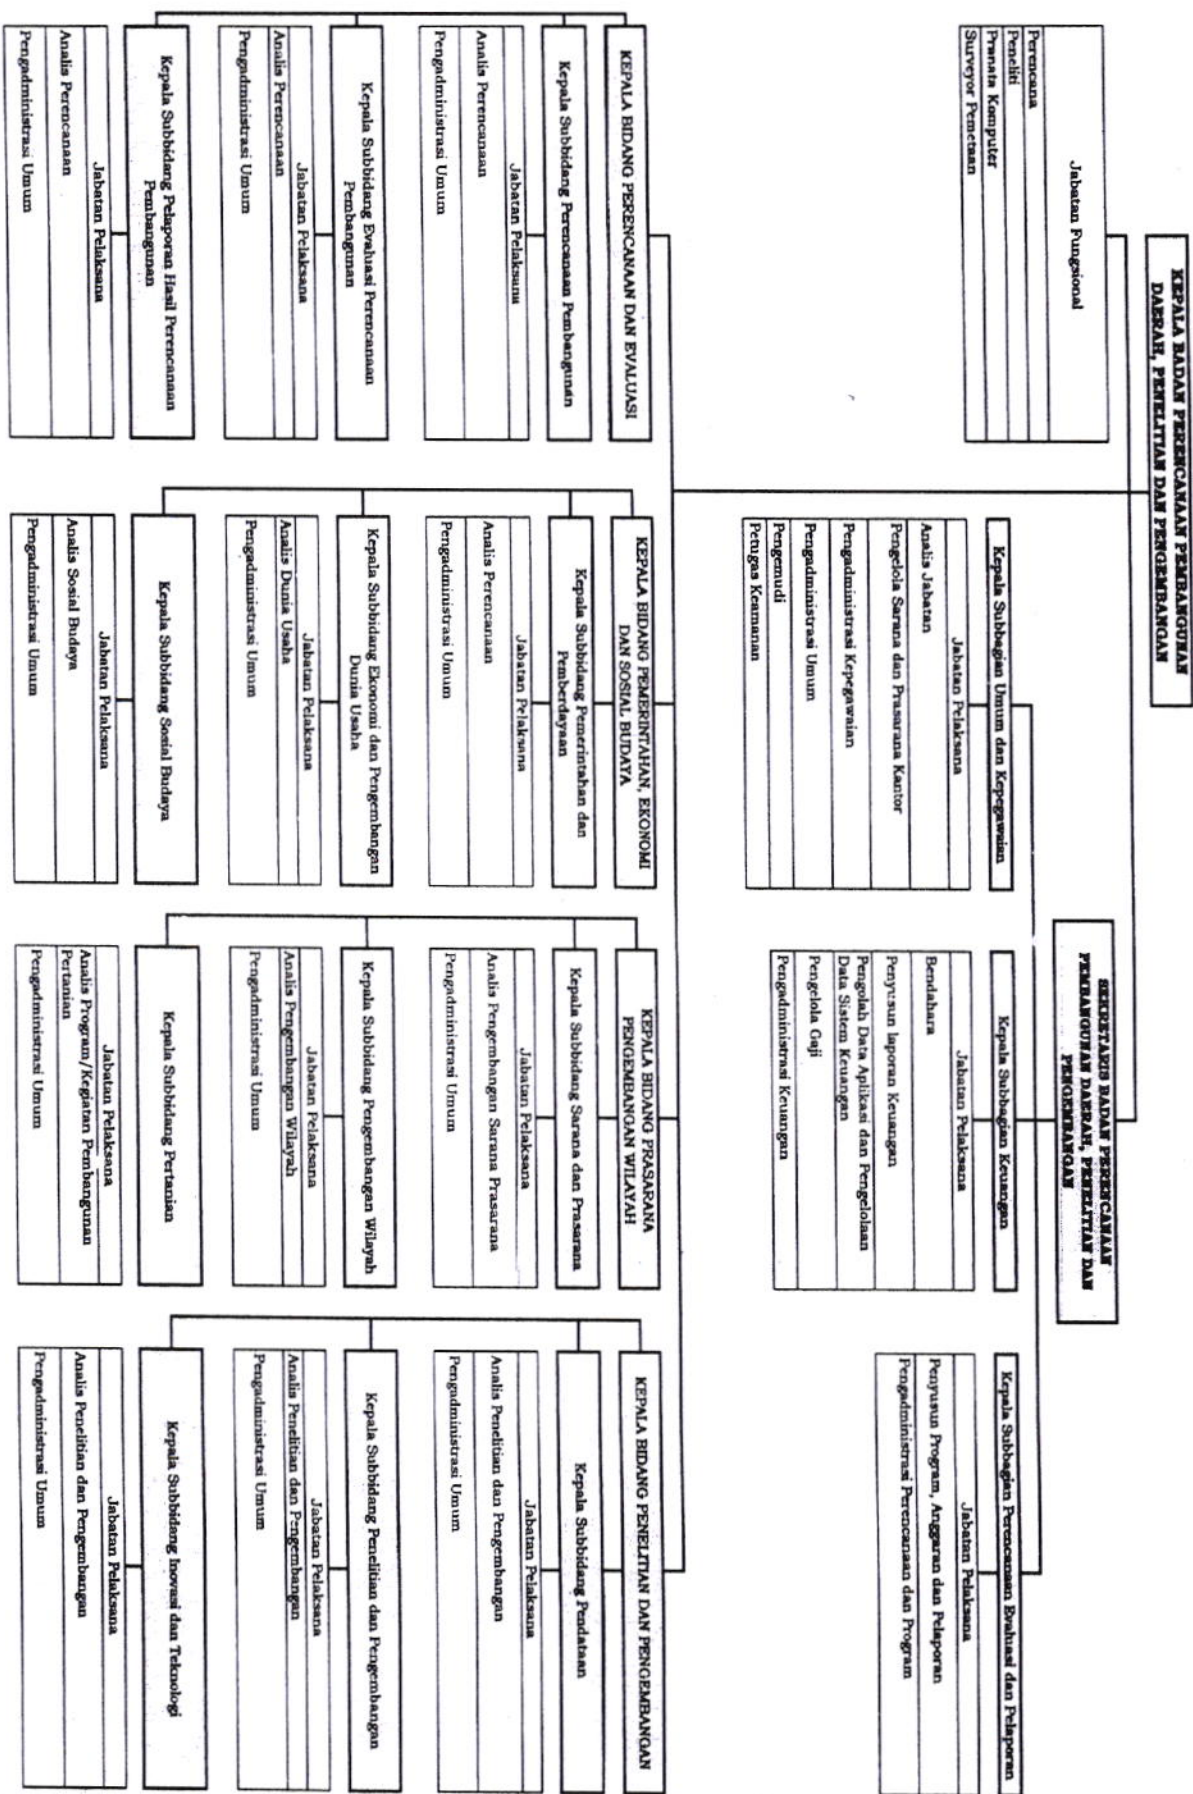 KEPALA BADAN PERENCANAAN PEMBANGUNAN
DAERAH, PENELITIAN DAN PENGEMBANGAN
Jabatan Fungsional
Perencana
Peneliti
Pranata Komputer
Surveyor Pemetaan
SEKRETARIS BADAN PERENCANAAN
PEMBANGUNAN DAERAH, PENELITIAN DAN
PENGEMBANGAN
Kepala Subbagian Umum dan Kepegawaian
Jabatan Pelaksana
Analis Jabatan
Pengelola Sarana dan Prasarana Kantor
Pengadministrasi Kepegawaian
Pengadministrasi Umum
Pengemudi
Petugas Keamanan
Kepala Subbagian Keuangan
Jabatan Pelaksana
Bendahara
Penyusun laporan Keuangan
Pengolah Data Aplikasi dan Pengelolaan
Data Sistem Keuangan
Pengelola Gaji
Pengadministrasi Keuangan
Kepala Subbagian Perencanaan Evaluasi dan Pelaporan
Jabatan Pelaksana
Penyusun Program, Anggaran dan Pelaporan
Pengadministrasi Perencanaan dan Program
KEPALA BIDANG PERENCANAAN DAN EVALUASI
Kepala Subbidang Perencanaan Pembangunan
Jabatan Pelaksana
Analis Perencanaan
Pengadministrasi Umum
Kepala Subbidang Evaluasi Perencanaan
Pembangunan
Jabatan Pelaksana
Analis Perencanaan
Pengadministrasi Umum
Kepala Subbidang Pelaporan Hasil Perencanaan
Pembangunan
Jabatan Pelaksana
Analis Perencanaan
Pengadministrasi Umum
KEPALA BIDANG PEMERINTAHAN, EKONOMI
DAN SOSIAL BUDAYA
Kepala Subbidang Pemerintahan dan
Pemberdayaan
Jabatan Pelaksana
Analis Perencanaan
Pengadministrasi Umum
Kepala Subbidang Ekonomi dan Pengembangan
Dunia Usaha
Jabatan Pelaksana
Analis Dunia Usaha
Pengadministrasi Umum
Kepala Subbidang Sosial Budaya
Jabatan Pelaksana
Analis Sosial Budaya
Pengadministrasi Umum
KEPALA BIDANG PRASARANA
PENGEMBANGAN WILAYAH
Kepala Subbidang Sarana dan Prasarana
Jabatan Pelaksana
Analis Pengembangan Sarana Prasarana
Pengadministrasi Umum
Kepala Subbidang Pengembangan Wilayah
Jabatan Pelaksana
Analis Pengembangan Wilayah
Pengadministrasi Umum
Kepala Subbidang Pertanian
Jabatan Pelaksana
Analis Program/Kegiatan Pembangunan
Pertanian
Pengadministrasi Umum
KEPALA BIDANG PENELITIAN DAN PENGEMBANGAN
Kepala Subbidang Pendataan
Jabatan Pelaksana
Analis Penelitian dan Pengembangan
Pengadministrasi Umum
Kepala Subbidang Penelitian dan Pengembangan
Jabatan Pelaksana
Analis Penelitian dan Pengembangan
Pengadministrasi Umum
Kepala Subbidang Inovasi dan Teknologi
Jabatan Pelaksana
Analis Penelitian dan Pengembangan
Pengadministrasi Umum